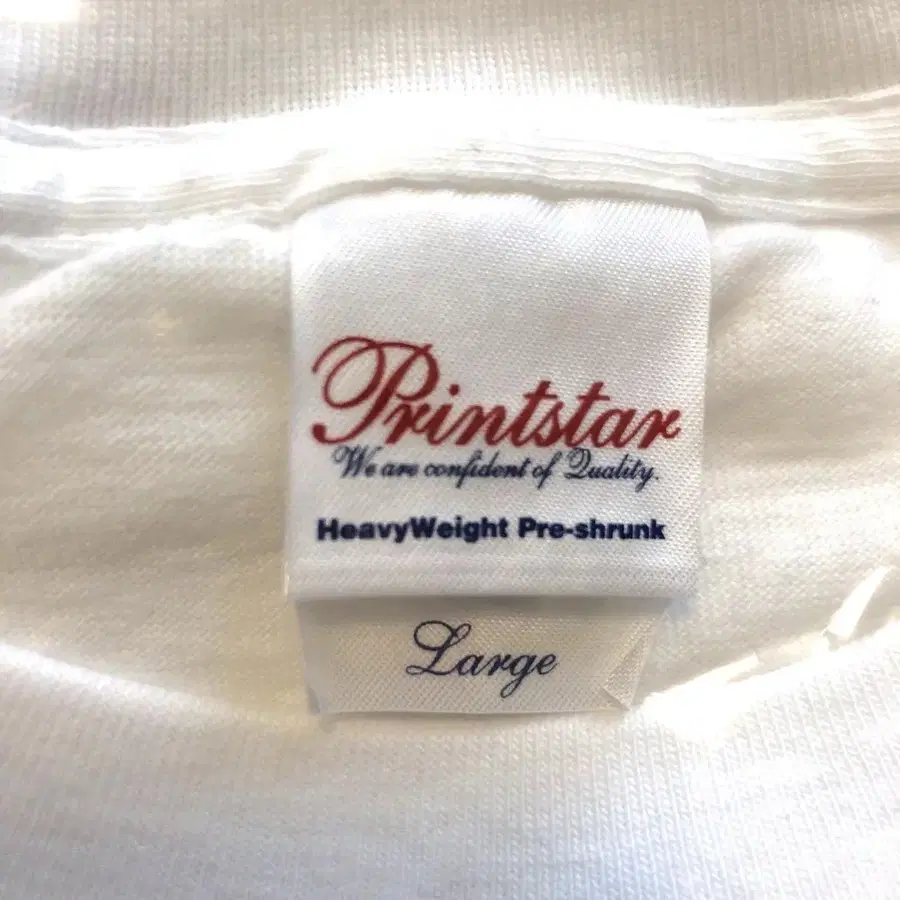 Printstar
We are confident of Quality.
HeavyWeight Pre-shrunk
Large